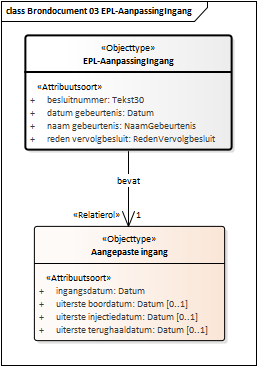 class Brondocument 03 EPL-AanpassingIngang
«Objecttype»
EPL-AanpassingIngang
«Attribuutsoort»
+ besluitnummer: Tekst30
+ datum gebeurtenis: Datum
+ naam gebeurtenis: NaamGebeurtenis
+ reden vervolgbesluit: RedenVervolgbesluit
bevat
«Relatierol» 1
«Objecttype»
Aangepaste ingang
«Attribuutsoort»
+ ingangsdatum: Datum
+ uiterste boordatum: Datum [0..1]
+ uiterste injectiedatum: Datum [0..1]
+ uiterste terughaaldatum: Datum [0..1]